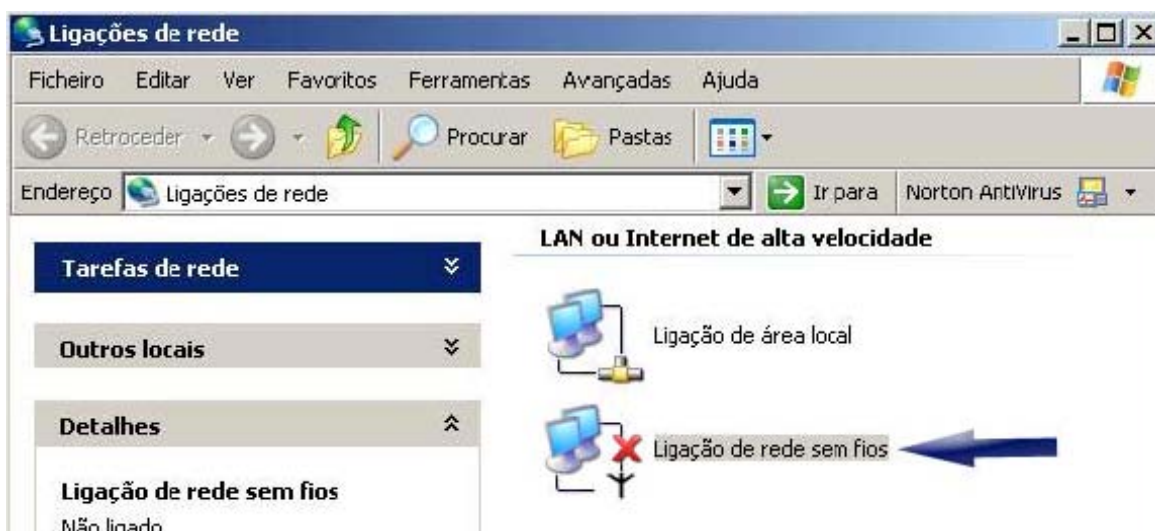 Ligações de rede
Ficheiro Editar Ver Favoritos Ferramentas Avançadas Ajuda
Retroceder Procurar Pastas
Endereço Ligações de rede Ir para Norton AntiVirus
Tarefas de rede
Outros locais
Detalhes
Ligação de rede sem fios
Não ligado
LAN ou Internet de alta velocidade
Ligação de área local
Ligação de rede sem fios